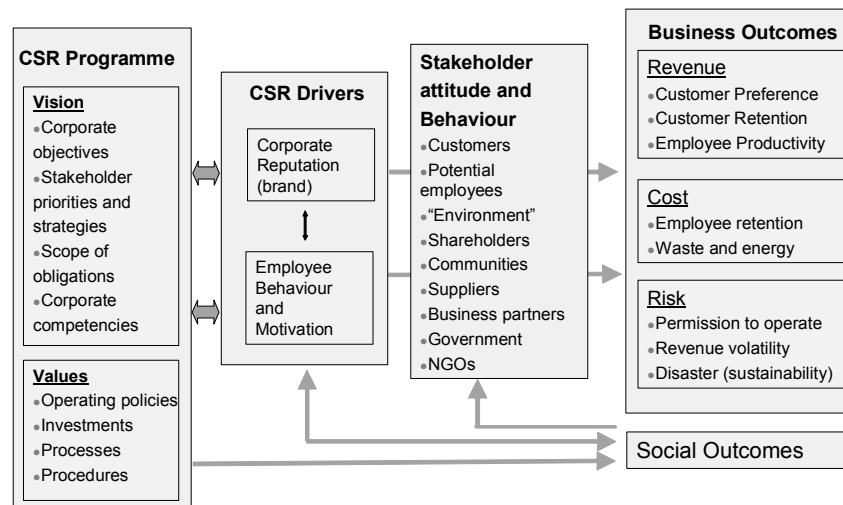 CSR Programme
Vision
•Corporate
objectives
•Stakeholder
priorities and
strategies
•Scope of
obligations
•Corporate
competencies
Values
•Operating policies
•Investments
•Processes
•Procedures
CSR Drivers
Corporate
Reputation
(brand)
Employee
Behaviour
and
Motivation
Stakeholder
attitude and
Behaviour
•Customers
•Potential
employees
•“Environment”
•Shareholders
•Communities
•Suppliers
•Business partners
•Government
•NGOs
Business Outcomes
Revenue
•Customer Preference
•Customer Retention
•Employee Productivity
Cost
•Employee retention
•Waste and energy
Risk
•Permission to operate
•Revenue volatility
•Disaster (sustainability)
Social Outcomes